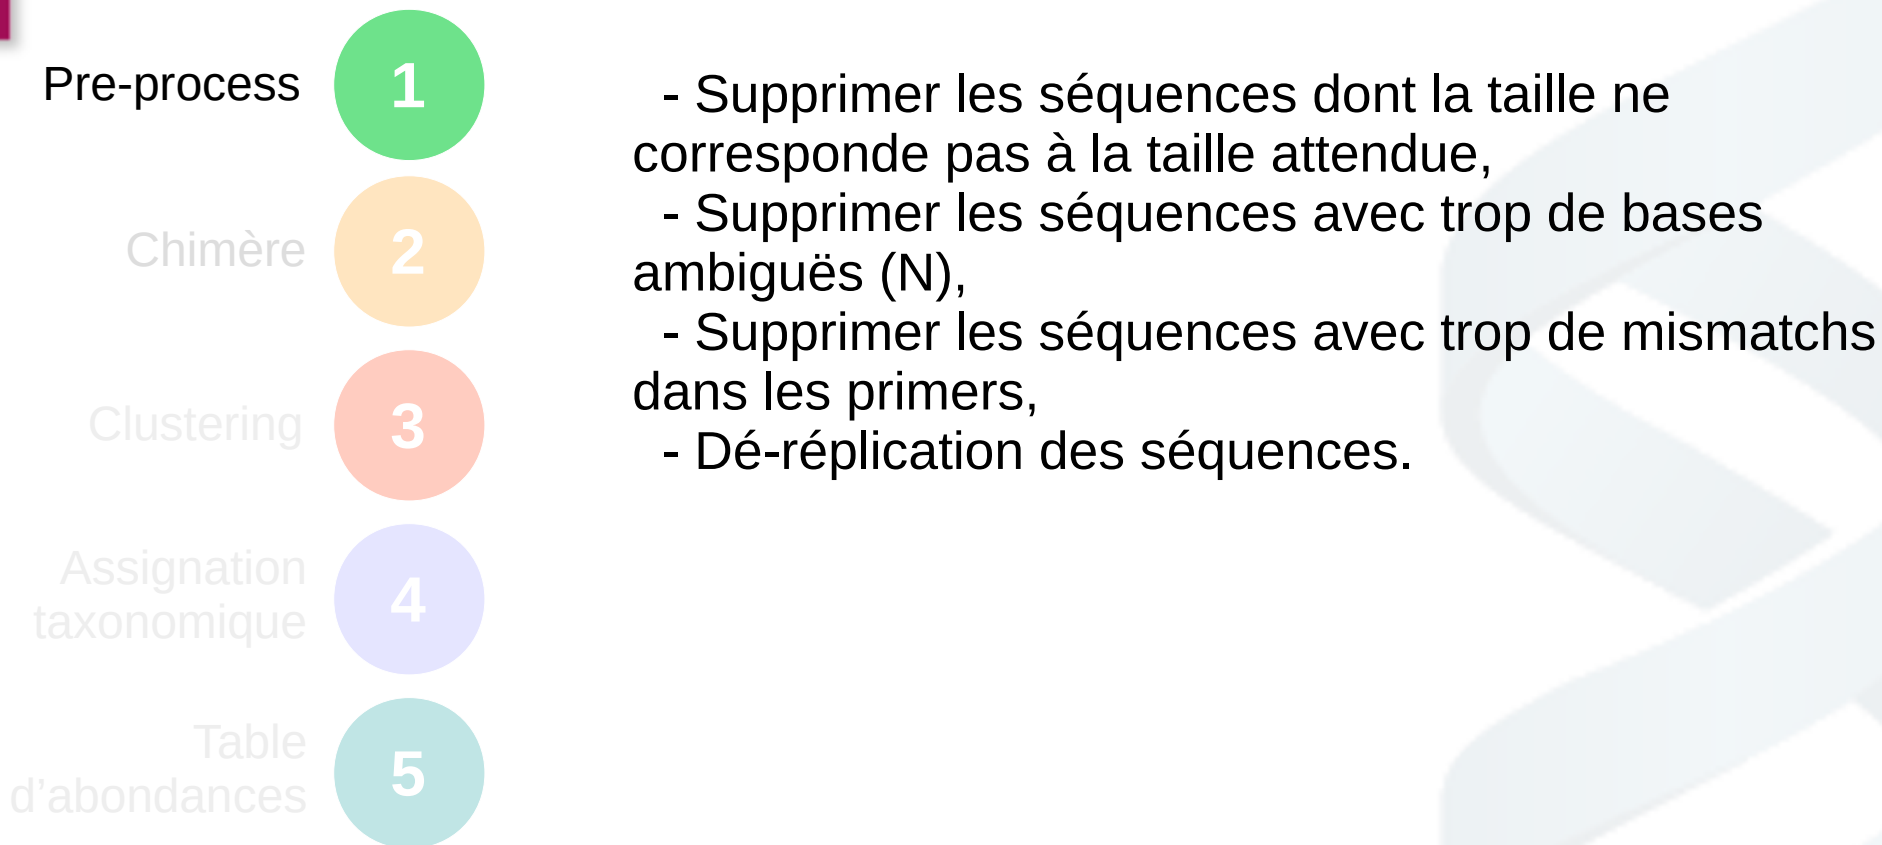 Pre-process
1
- Supprimer les séquences dont la taille ne
corresponde pas à la taille attendue,
- Supprimer les séquences avec trop de bases
ambiguës (N),
- Supprimer les séquences avec trop de mismatchs
dans les primers,
- Dé-réplication des séquences.
Chimère
2
Clustering
3
Assignation
taxonomique
4
Table
d’abondances
5